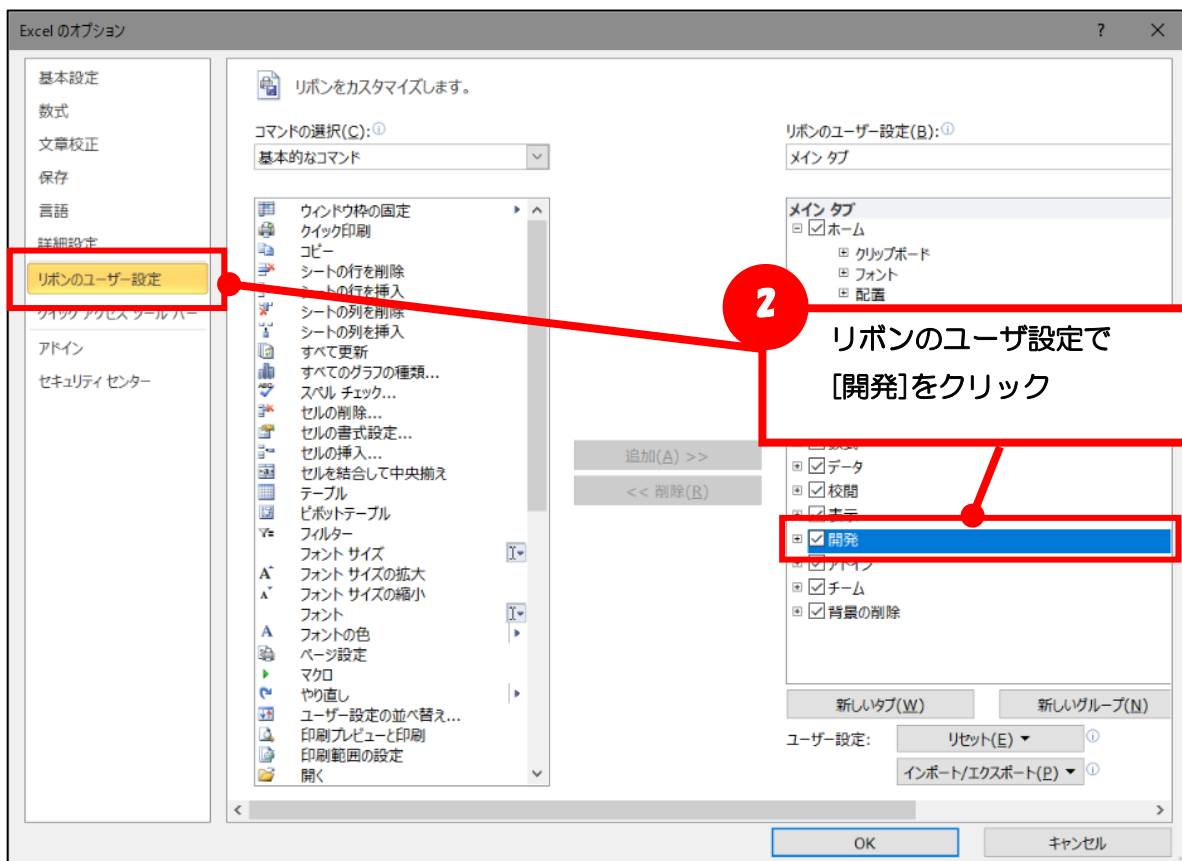 Excel のオプション
?
基本設定
数式
文章校正
保存
言語
詳細設定
リボンのユーザー設定
クイック アクセス ツール バー
アドイン
セキュリティ センター
リボンをカスタマイズします。
コマンドの選択(C):
基本的なコマンド
ウィンドウ枠の固定
クイック印刷
コピー
シートの行を削除
シートの行を挿入
シートの列を削除
シートの列を挿入
すべて更新
すべてのグラフの種類...
スペル チェック...
セルの削除...
セルの書式設定...
セルの挿入...
セルを結合して中央揃え
テーブル
ピボットテーブル
フィルター
フォント サイズ
フォント サイズの拡大
フォント サイズの縮小
フォント
フォントの色
ページ設定
マクロ
やり直し
ユーザー設定の並べ替え...
印刷プレビューと印刷
印刷範囲の設定
開く
追加(A) >>
<< 削除(R)
リボンのユーザー設定(B):
メイン タブ
メイン タブ
ホーム
クリップボード
フォント
配置
2
リボンのユーザ設定で
[開発]をクリック
データ
校閲
表示
開発
アドイン
チーム
背景の削除
新しいタブ(W)
新しいグループ(N)
ユーザー設定:
リセット(E)
インポート/エクスポート(P)
OK
キャンセル